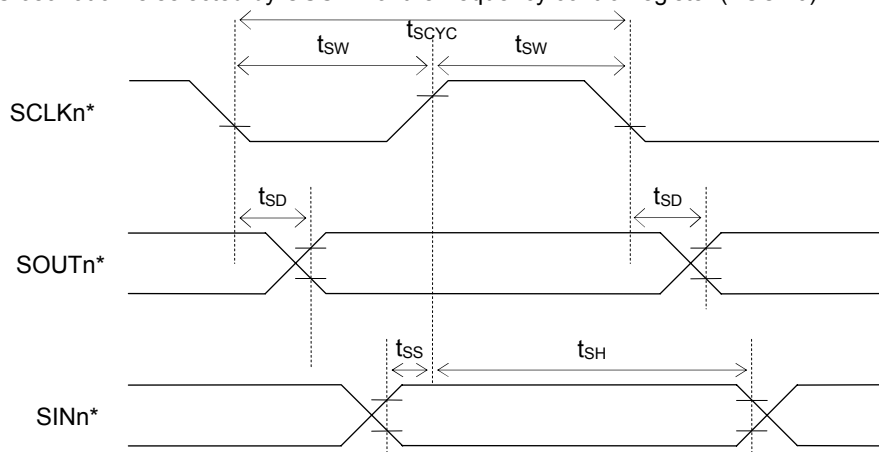 tSCYC
tSW tSW
SCLKn*
tSD tSD
SOUTn*
tSS tSH
SINn*